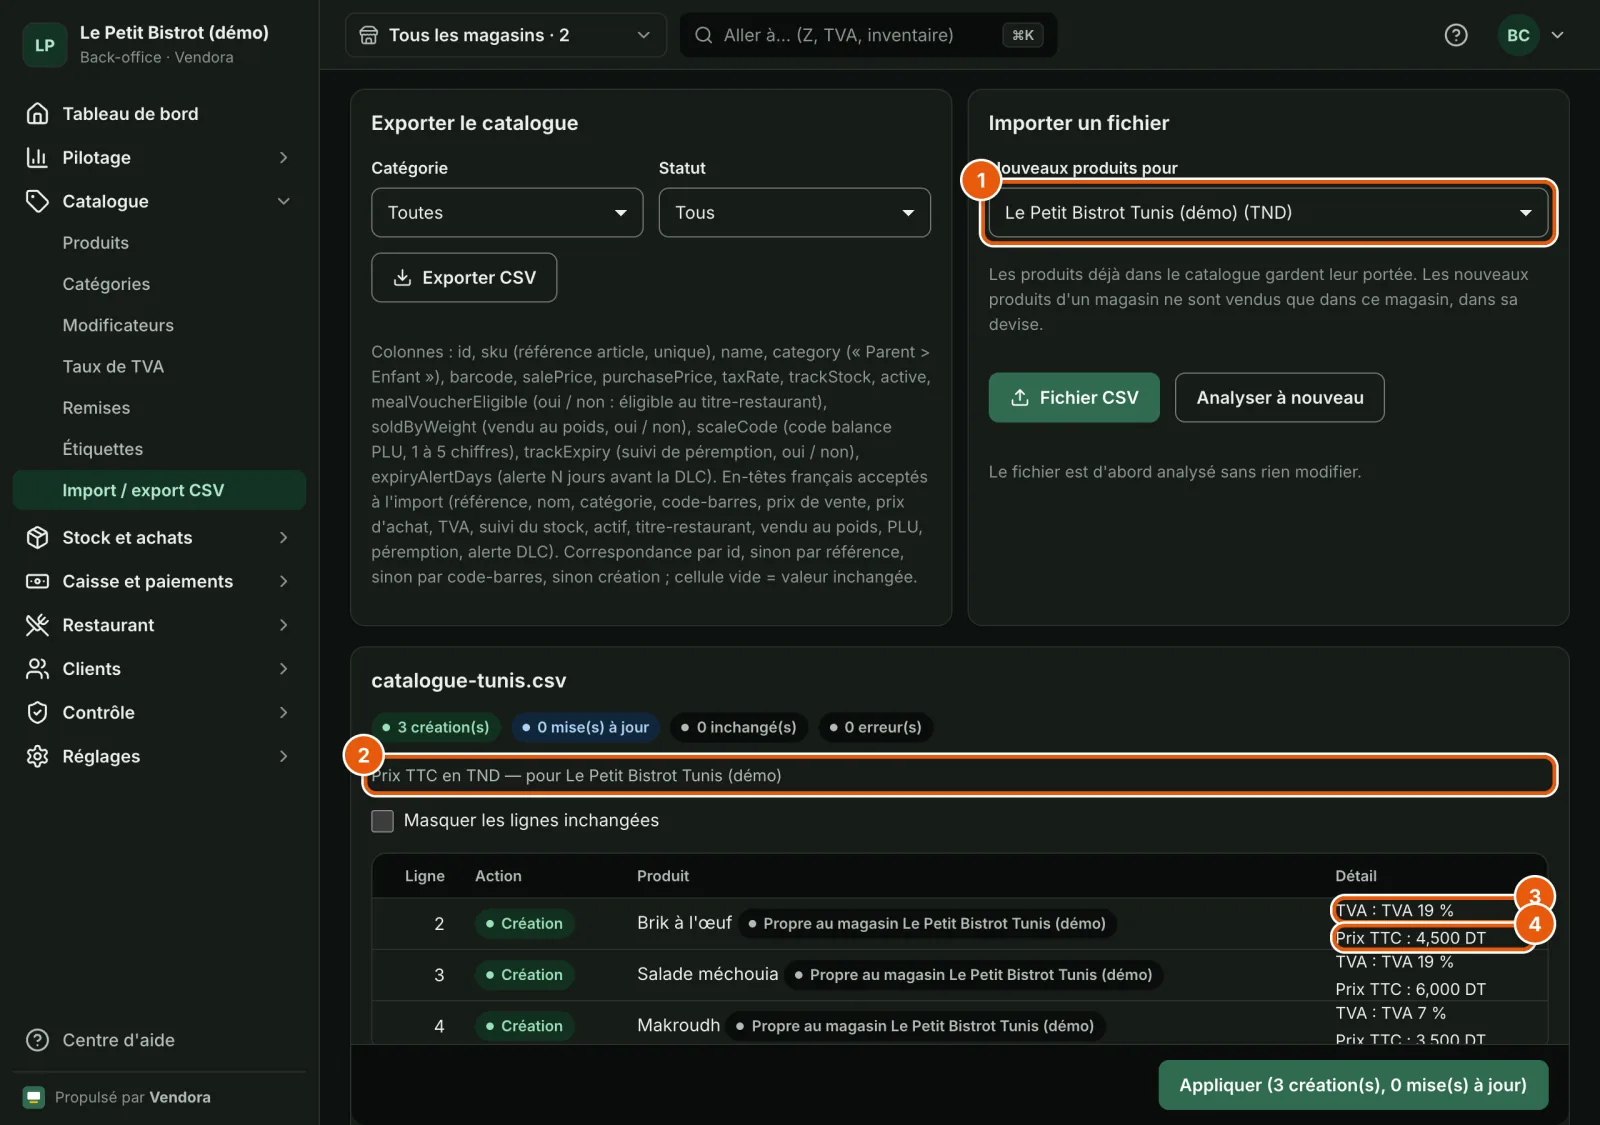 LP
Le Petit Bistrot (démo)
Back-office · Vendora
Tous les magasins · 2
Aller à... (Z, TVA, inventaire)
⌘K
BC
Tableau de bord
Pilotage
Catalogue
Produits
Catégories
Modificateurs
Taux de TVA
Remises
Étiquettes
Import / export CSV
Stock et achats
Caisse et paiements
Restaurant
Clients
Contrôle
Réglages
Centre d'aide
Propulsé par Vendora
Exporter le catalogue
Catégorie
Statut
Toutes
Tous
Exporter CSV
Colonnes : id, sku (référence article, unique), name, category (« Parent >
Enfant »), barcode, salePrice, purchasePrice, taxRate, trackStock, active,
mealVoucherEligible (oui / non : éligible au titre-restaurant),
soldByWeight (vendu au poids, oui / non), scaleCode (code balance
PLU, 1 à 5 chiffres), trackExpiry (suivi de péremption, oui / non),
expiryAlertDays (alerte N jours avant la DLC). En-têtes français acceptés
à l'import (référence, nom, catégorie, code-barres, prix de vente, prix
d'achat, TVA, suivi du stock, actif, titre-restaurant, vendu au poids, PLU,
péremption, alerte DLC). Correspondance par id, sinon par référence,
sinon par code-barres, sinon création ; cellule vide = valeur inchangée.
Importer un fichier
1
Nouveaux produits pour
Le Petit Bistrot Tunis (démo) (TND)
Les produits déjà dans le catalogue gardent leur portée. Les nouveaux
produits d'un magasin ne sont vendus que dans ce magasin, dans sa
devise.
Fichier CSV
Analyser à nouveau
Le fichier est d'abord analysé sans rien modifier.
catalogue-tunis.csv
3 création(s)
0 mise(s) à jour
0 inchangé(s)
0 erreur(s)
2
Prix TTC en TND — pour Le Petit Bistrot Tunis (démo)
Masquer les lignes inchangées
Ligne Action Produit Détail
2 Création Brik à l'œuf Propre au magasin Le Petit Bistrot Tunis (démo)
TVA : TVA 19 %
3
Prix TTC : 4,500 DT
4
3 Création Salade méchouia Propre au magasin Le Petit Bistrot Tunis (démo)
TVA : TVA 19 %
Prix TTC : 6,000 DT
4 Création Makroudh Propre au magasin Le Petit Bistrot Tunis (démo)
TVA : TVA 7 %
Prix TTC : 3,500 DT
Appliquer (3 création(s), 0 mise(s) à jour)